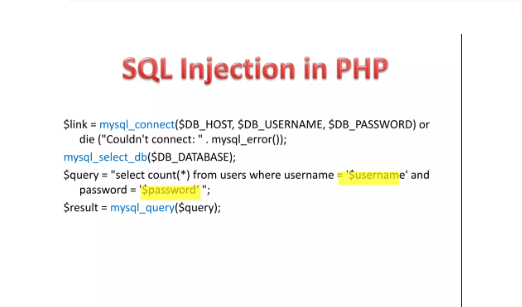 SQL Injection in PHP
$link = mysql_connect($DB_HOST, $DB_USERNAME, $DB_PASSWORD) or
die ("Couldn't connect: " . mysql_error());
mysql_select_db($DB_DATABASE);
$query = "select count(*) from users where username = '$username' and
password = '$password' ";
$result = mysql_query($query);